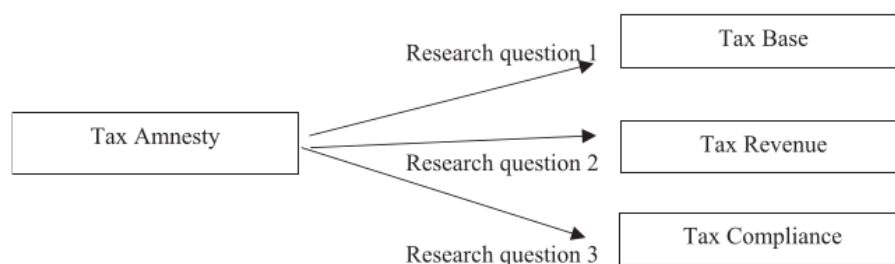 Research question 1
Tax Base
Tax Amnesty
Research question 2
Tax Revenue
Research question 3
Tax Compliance